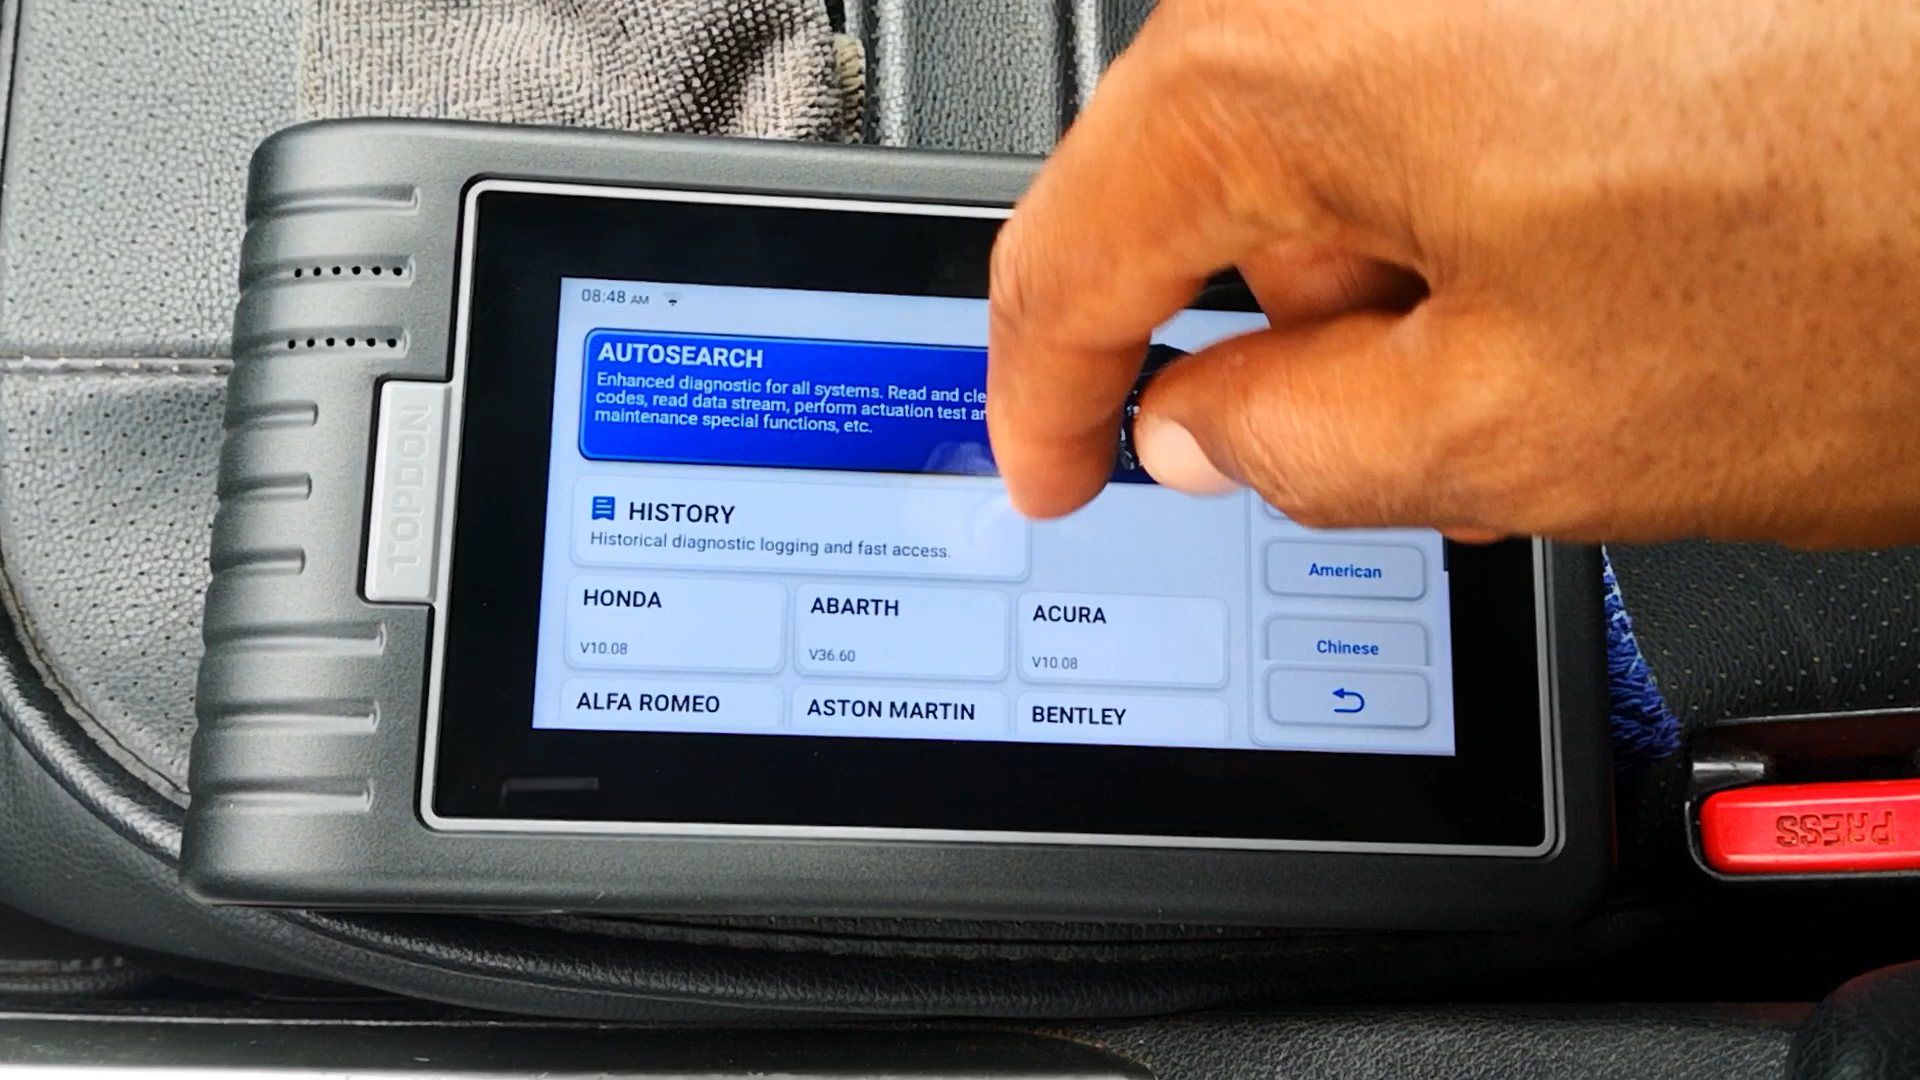 TOPDON
08:48 AM
AUTOSEARCH
Enhanced diagnostic for all systems. Read and cle
codes, read data stream, perform actuation test an
maintenance special functions, etc.
HISTORY
Historical diagnostic logging and fast access.
HONDA
V10.08
ABARTH
V36.60
ACURA
V10.08
ALFA ROMEO
ASTON MARTIN
BENTLEY
American
Chinese
PRESS